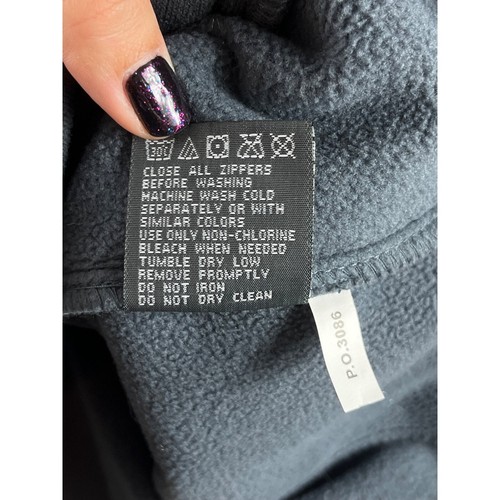 30C
CLOSE ALL ZIPPERS
BEFORE WASHING
MACHINE WASH COLD
SEPARATELY OR WITH
SIMILAR COLORS
USE ONLY NON-CHLORINE
BLEACH WHEN NEEDED
TUMBLE DRY LOW
REMOVE PROMPTLY
DO NOT IRON
DO NOT DRY CLEAN
P.O.3086